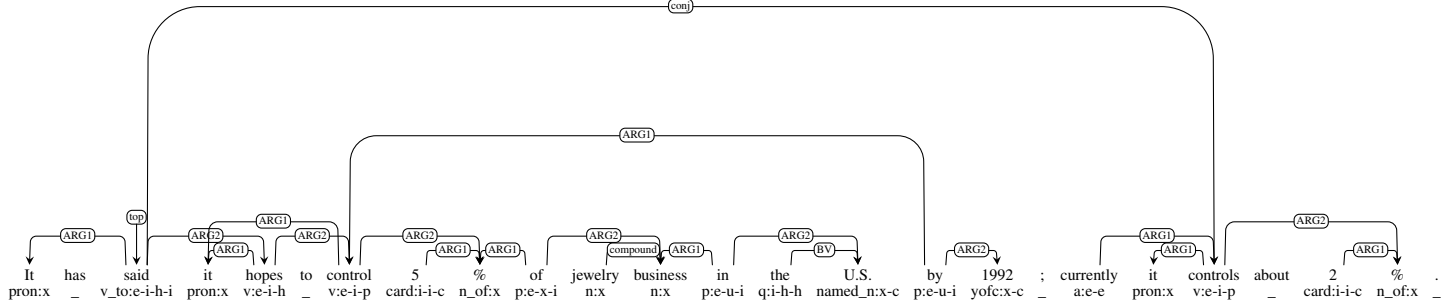 conj
ARG1
top ARG1 ARG2
ARG1 ARG2 ARG2 ARG2 ARG2 ARG1
ARG1 ARG1 ARG1 compound ARG1 BV ARG2 ARG1 ARG1
It has said it hopes to control 5 % of jewelry business in the U.S. by 1992 ; currently it controls about 2 % .
pron:x _ v_to:e-i-h-i pron:x v:e-i-h _ v:e-i-p card:i-i-c n_of:x p:e-x-i n:x n:x p:e-u-i q:i-h-h named_n:x-c p:e-u-i yofc:x-c _ a:e-e pron:x v:e-i-p _ card:i-i-c n_of:x _